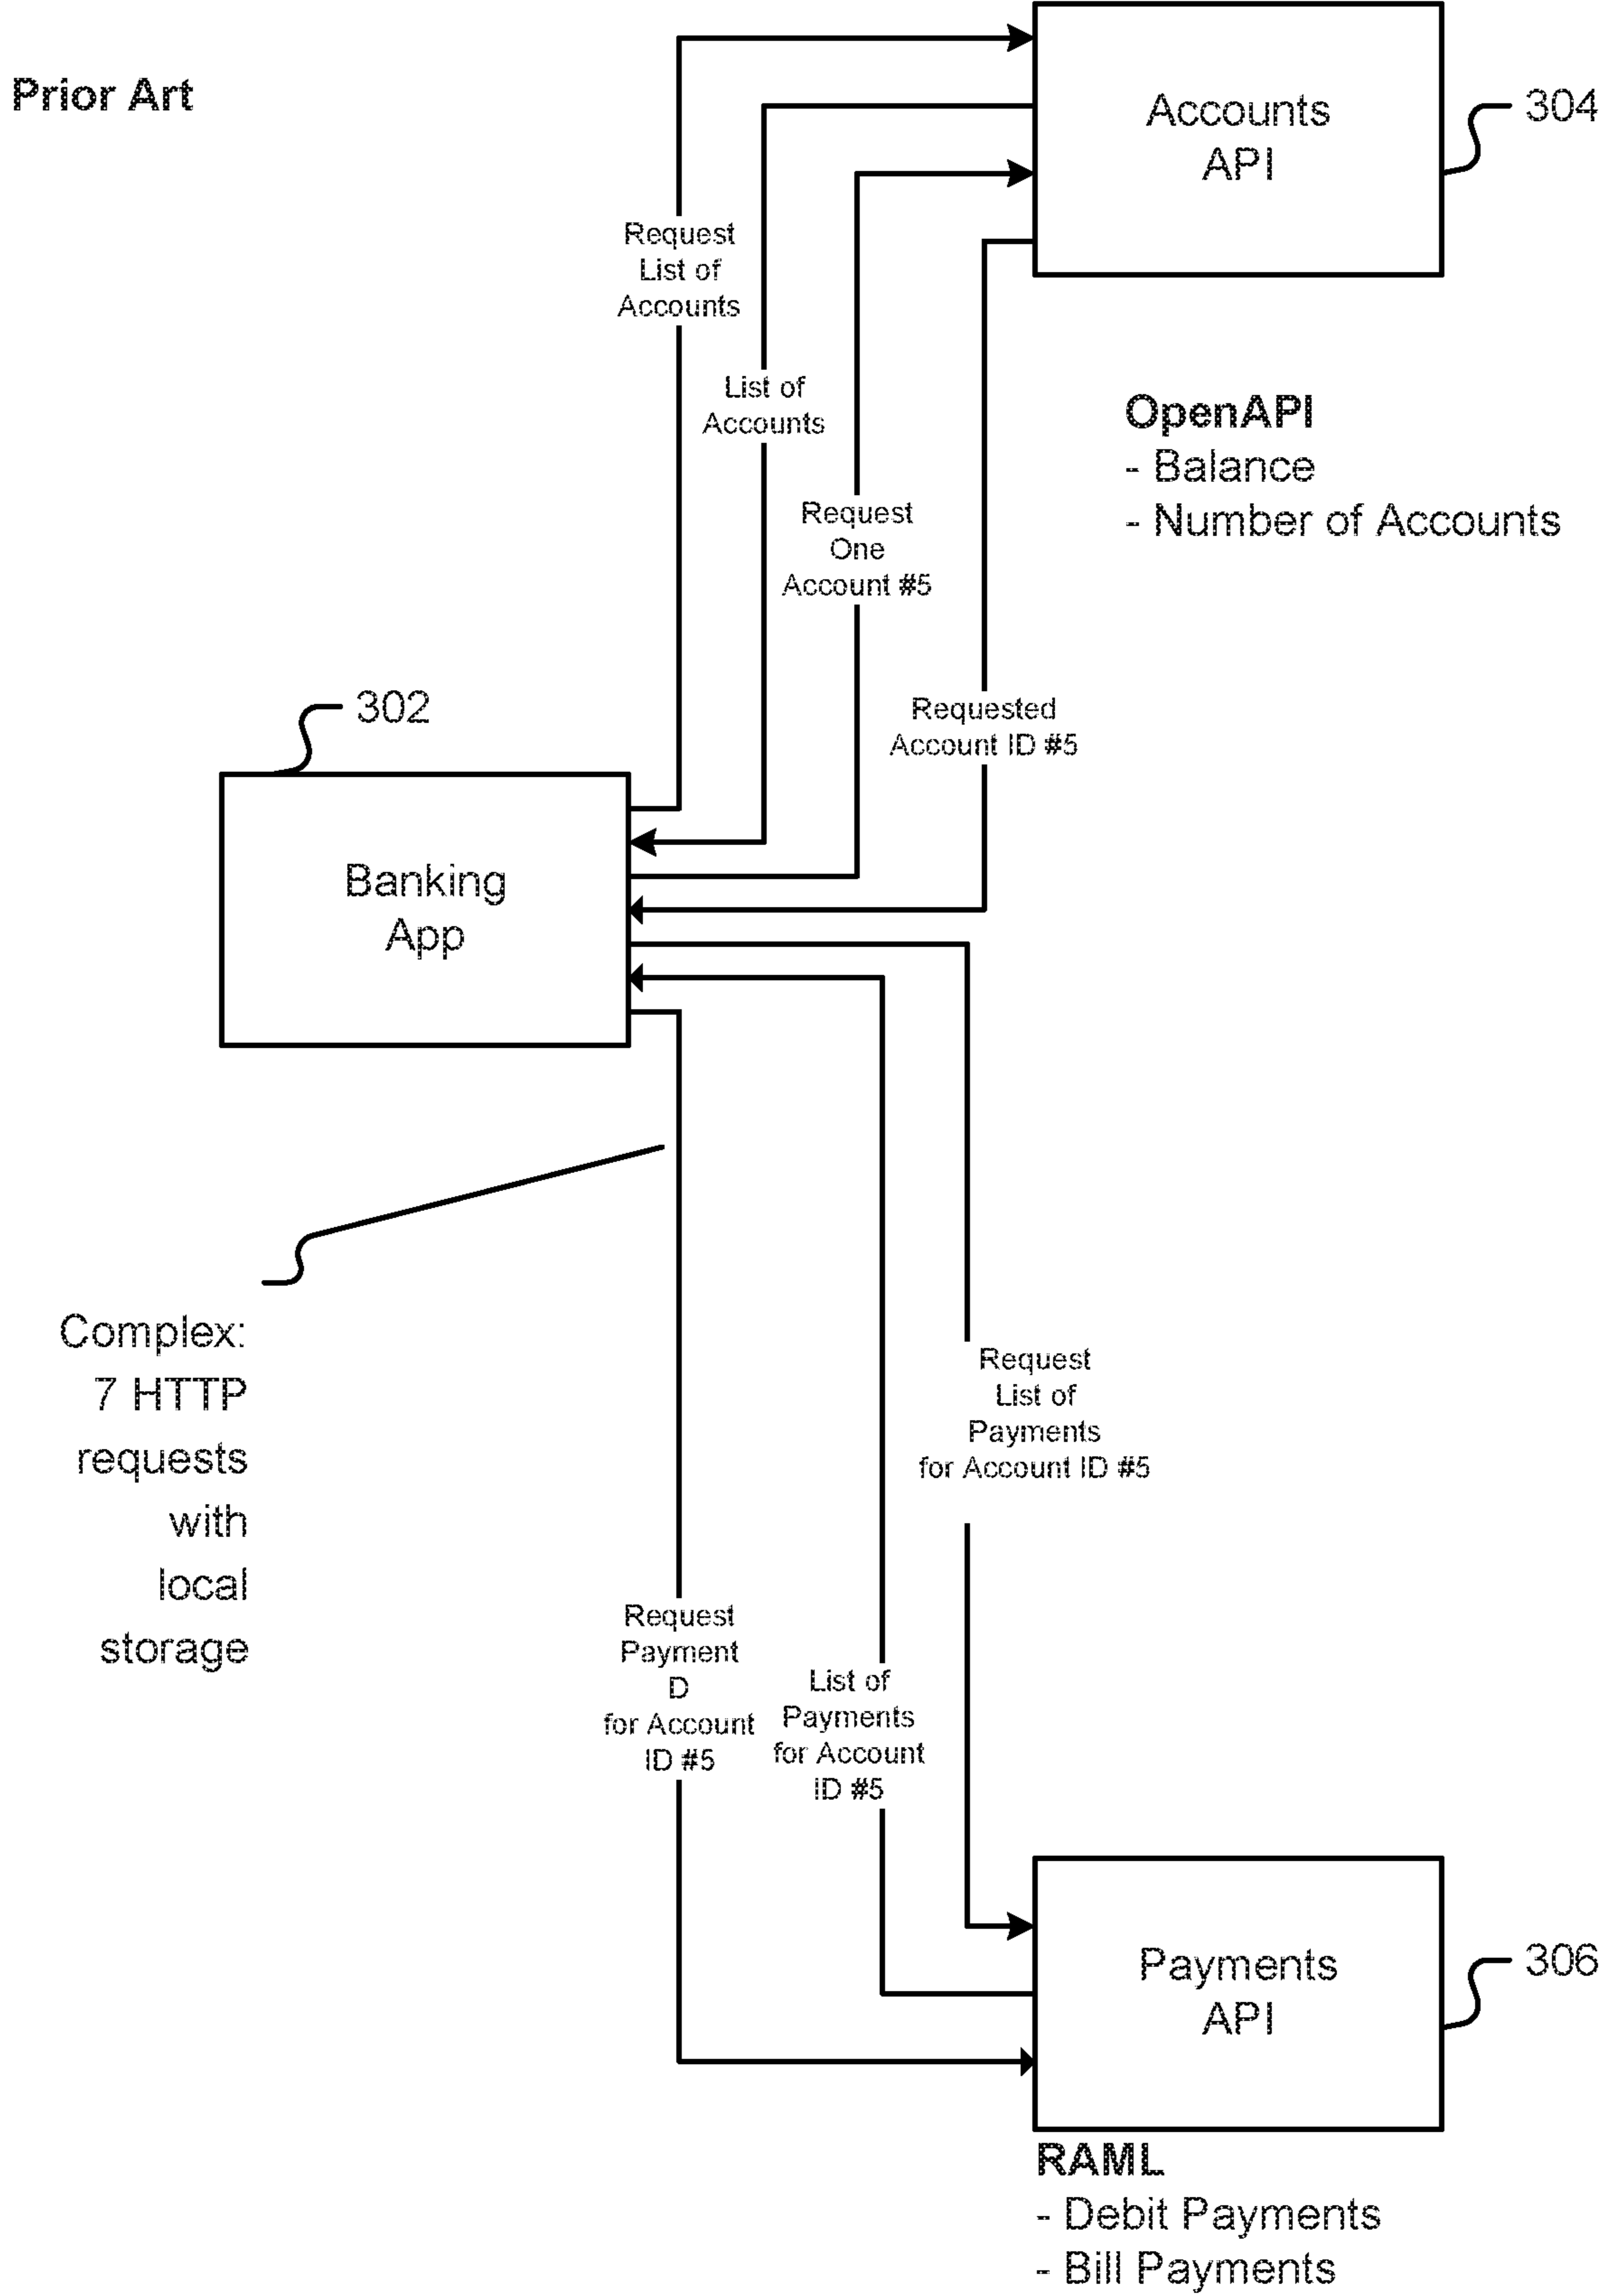 Prior Art
Accounts
API
304
Request
List of
Accounts
List of
Accounts
OpenAPI
- Balance
- Number of Accounts
Request
One
Account #5
Requested
Account ID #5
302
Banking
App
Complex:
7 HTTP
requests
with
local
storage
Request
List of
Payments
for Account ID #5
Request
Payment
D
for Account
ID #5
List of
Payments
for Account
ID #5
Payments
API
306
RAML
- Debit Payments
- Bill Payments